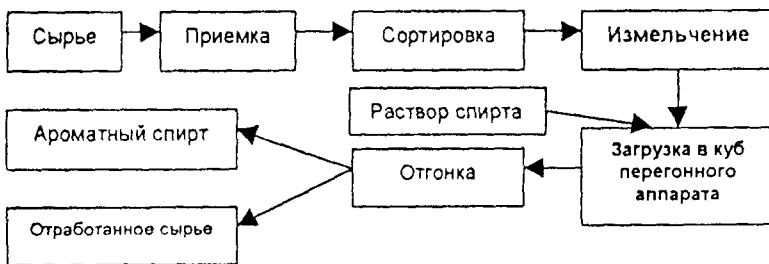 Сырье
Приемка
Сортировка
Измельчение
Раствор спирта
Ароматный спирт
Отгонка
Загрузка в куб
перегонного
аппарата
Отработанное сырье